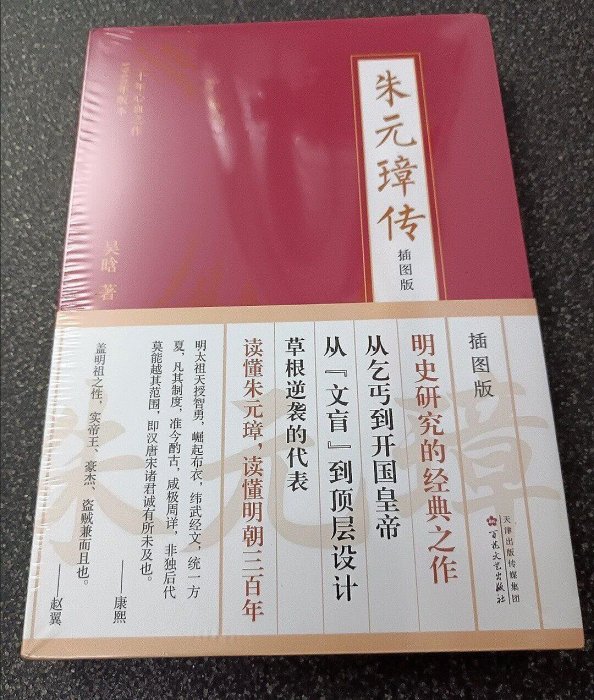 朱元璋传
插图版
吴晗 著
插图版
明史研究的经典之作
从乞丐到开国皇帝
从『文盲』到顶层设计
草根逆袭的代表
读懂朱元璋，读懂明朝三百年
明太祖天授智勇，崛起布衣，纬武经文，统一方
夏，凡其制度，准今酌古，咸极周详，非独后代
莫能越其范围，即汉唐宋诸君诚有所未及也。
——康熙
盖明祖之性，实帝王、豪杰、盗贼兼而且也。
——赵翼
天津出版传媒集团
百花文艺出版社
朱元璋